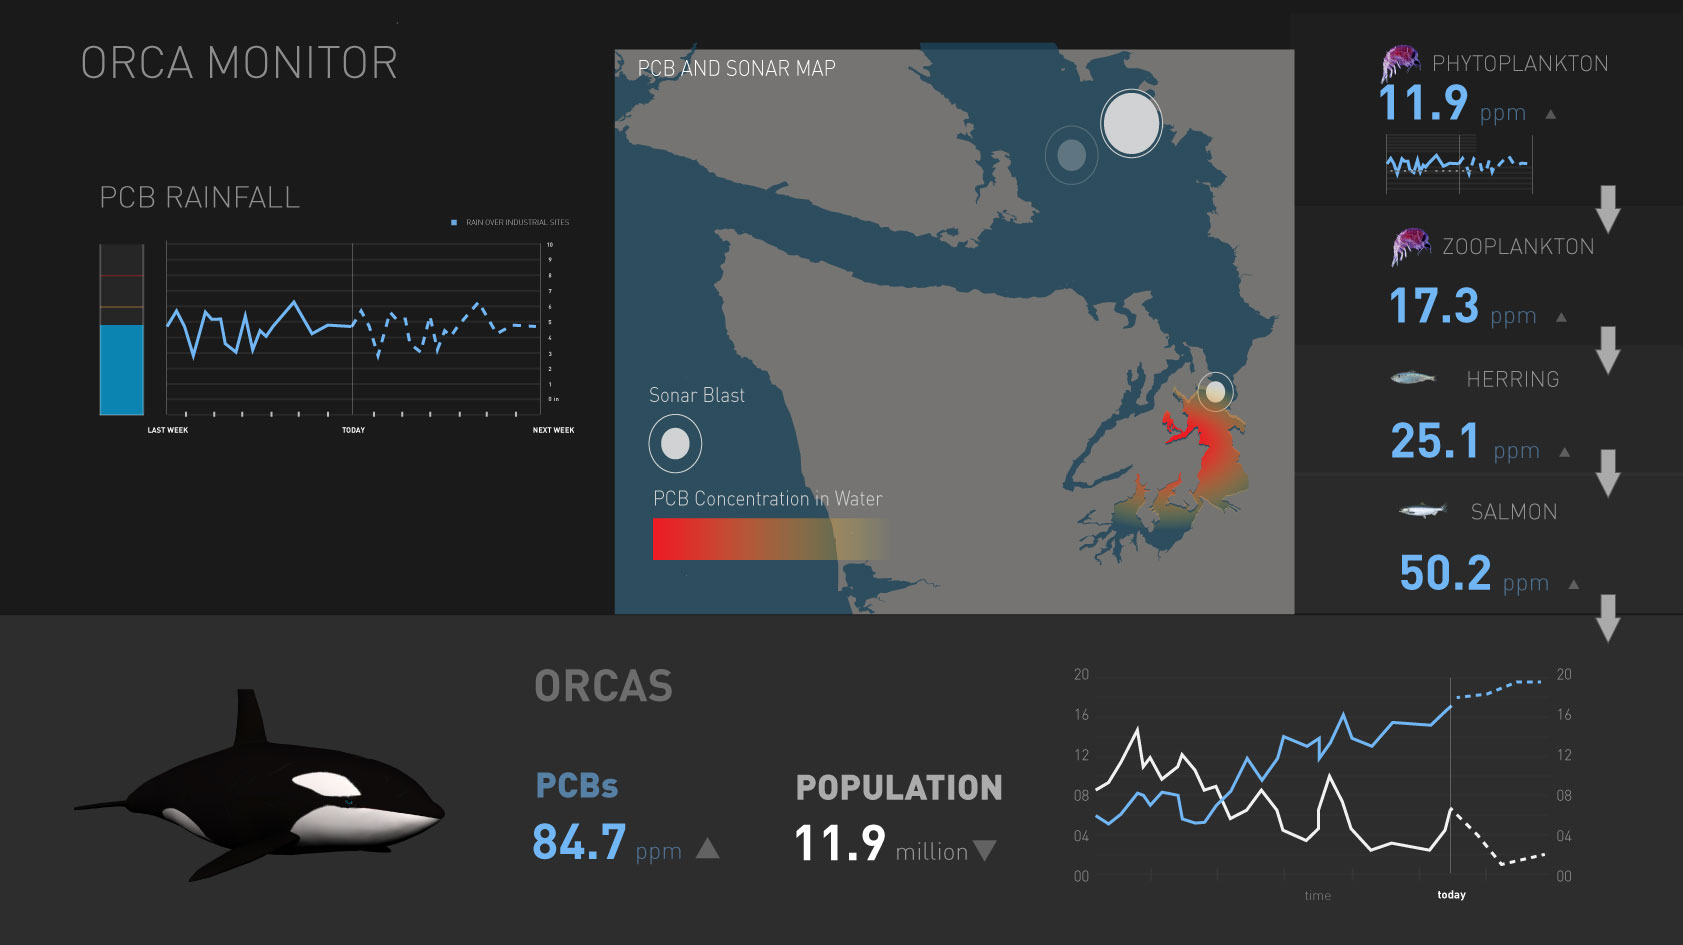 ORCA MONITOR
PCB RAINFALL
RAIN OVER INDUSTRIAL SITES
10
9
8
7
6
5
4
3
2
1
0 in
LAST WEEK
TODAY
NEXT WEEK
PCB AND SONAR MAP
Sonar Blast
PCB Concentration in Water
PHYTOPLANKTON
11.9 ppm
ZOOPLANKTON
17.3 ppm
HERRING
25.1 ppm
SALMON
50.2 ppm
ORCAS
PCBs
84.7 ppm
POPULATION
11.9 million
20
16
12
08
04
00
20
16
12
08
04
00
time
today